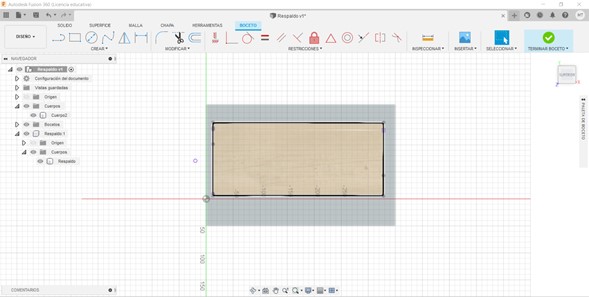 Autodesk Fusion 360 (Licencia educativa)
Respaldo v1*
SÓLIDO SUPERFICIE MALLA CHAPA HERRAMIENTAS BOCETO
DISEÑO
CREAR MODIFICAR RESTRICCIONES INSPECCIONAR INSERTAR SELECCIONAR TERMINAR BOCETO
NAVEGADOR
Respaldo v1
Configuración del documento
Vistas guardadas
Origen
Cuerpos
Cuerpo2
Bocetos
Respaldo:1
Origen
Cuerpos
Respaldo
SUPERIOR
PALETA DE BOCETO
50
100
150
COMENTARIOS